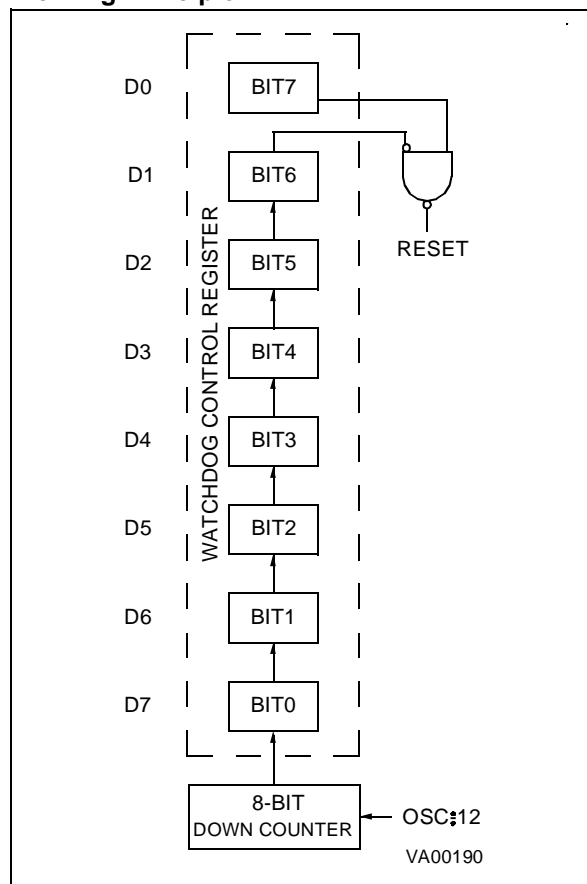 D0 BIT7
D1 BIT6
RESET
D2 BIT5
D3 BIT4
D4 BIT3
D5 BIT2
D6 BIT1
D7 BIT0
WATCHDOG CONTROL REGISTER
8-BIT
DOWN COUNTER
OSC÷12
VA00190